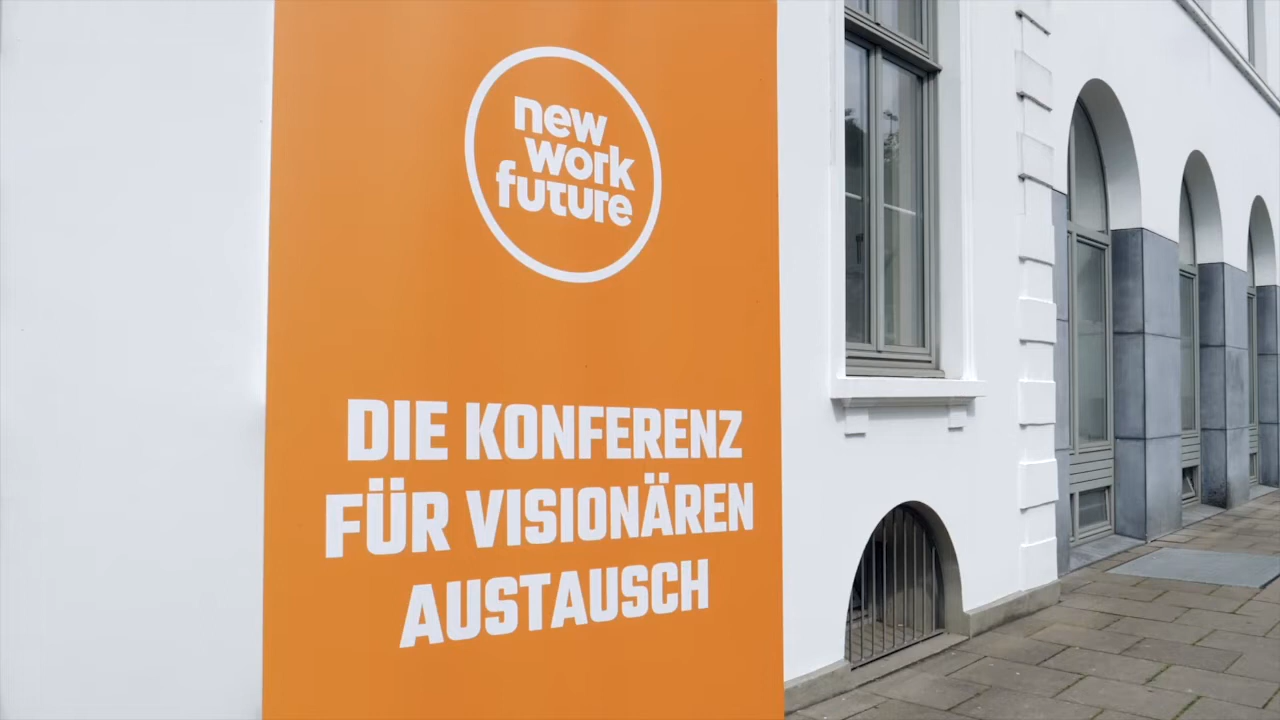 new
work
future
DIE KONFERENZ
FÜR VISIONÄREN
AUSTAUSCH